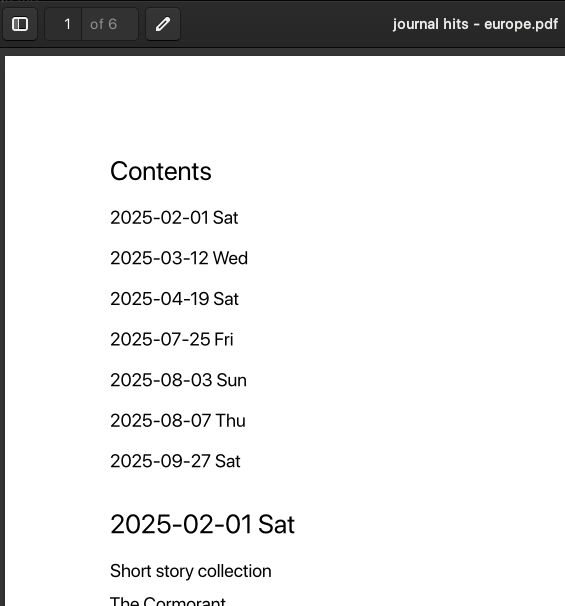 1 of 6
journal hits - europe.pdf
Contents
2025-02-01 Sat
2025-03-12 Wed
2025-04-19 Sat
2025-07-25 Fri
2025-08-03 Sun
2025-08-07 Thu
2025-09-27 Sat
2025-02-01 Sat
Short story collection
The Cormorant